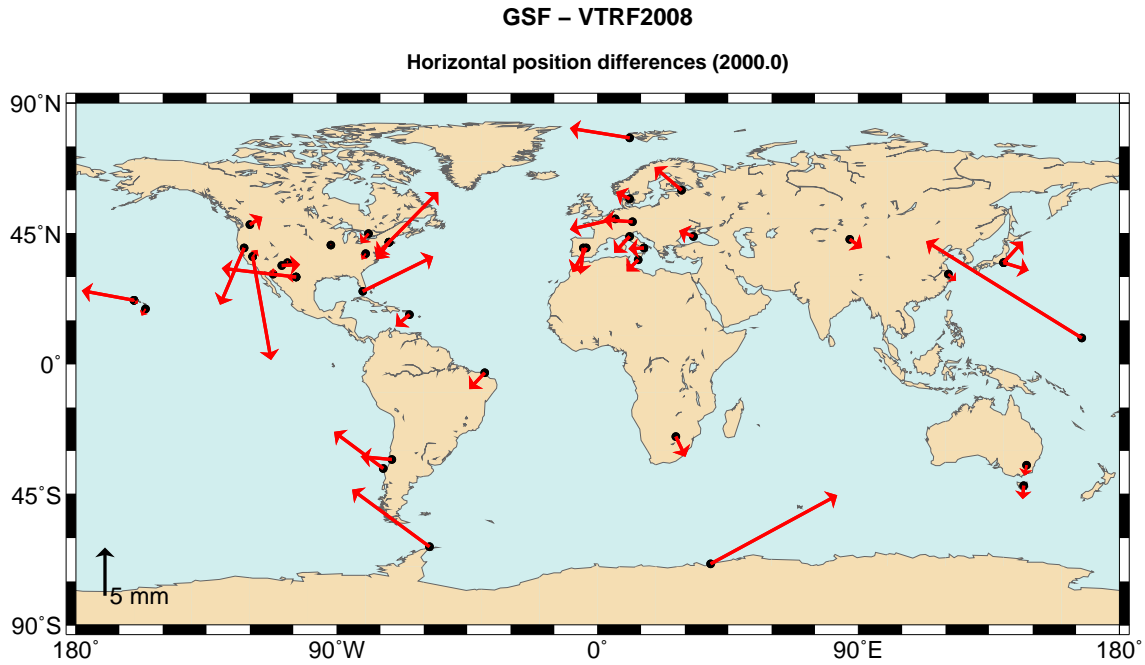 GSF – VTRF2008
Horizontal position differences (2000.0)
90˚N
45˚N
0˚
45˚S
90˚S
5 mm
180˚ 90˚W 0˚ 90˚E 180˚